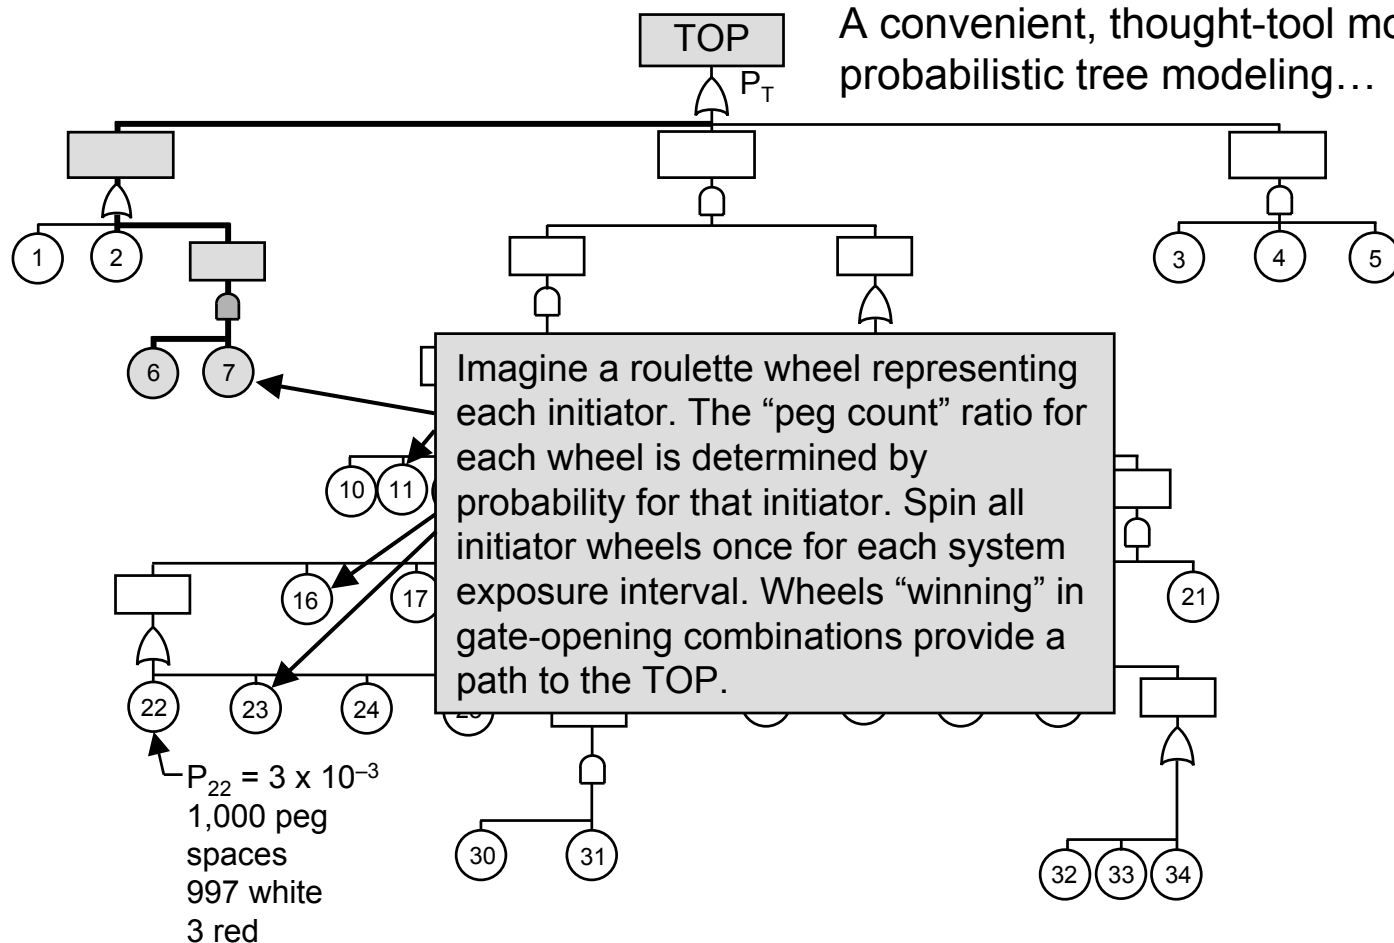 A convenient, thought-tool
TOP
probabilistic tree modeling…
P_T
1
2
3
4
5
6
7
Imagine a roulette wheel representing
each initiator. The “peg count” ratio for
each wheel is determined by
probability for that initiator. Spin all
initiator wheels once for each system
exposure interval. Wheels “winning” in
gate-opening combinations provide a
path to the TOP.
10
11
16
17
21
22
23
24
P_22 = 3 x 10^–3
1,000 peg
spaces
997 white
3 red
30
31
32
33
34